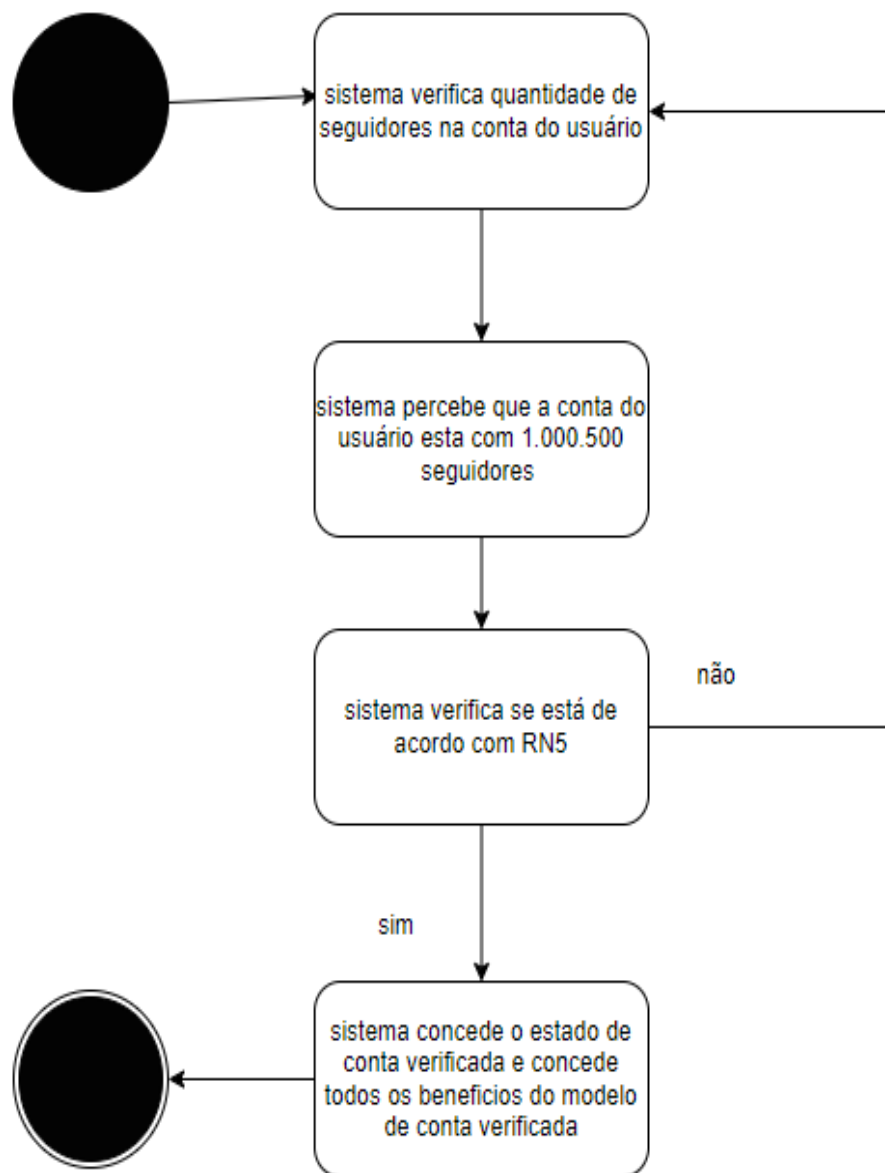 sistema verifica quantidade de
seguidores na conta do usuário
sistema percebe que a conta do
usuário esta com 1.000.500
seguidores
sistema verifica se está de
acordo com RN5
não
sim
sistema concede o estado de
conta verificada e concede
todos os beneficios do modelo
de conta verificada